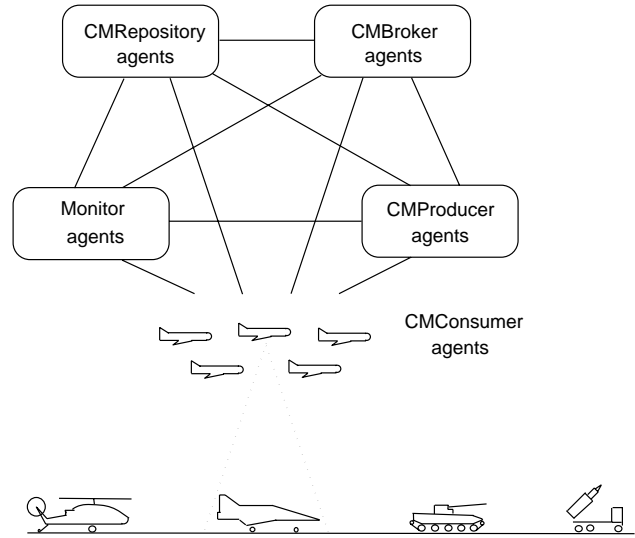 CMRepository
agents
CMBroker
agents
Monitor
agents
CMProducer
agents
CMConsumer
agents